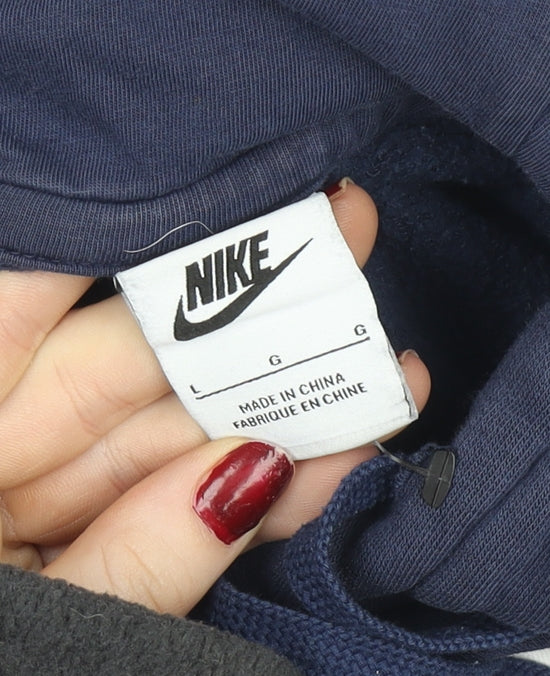 NIKE
L G G
MADE IN CHINA
FABRIQUE EN CHINE